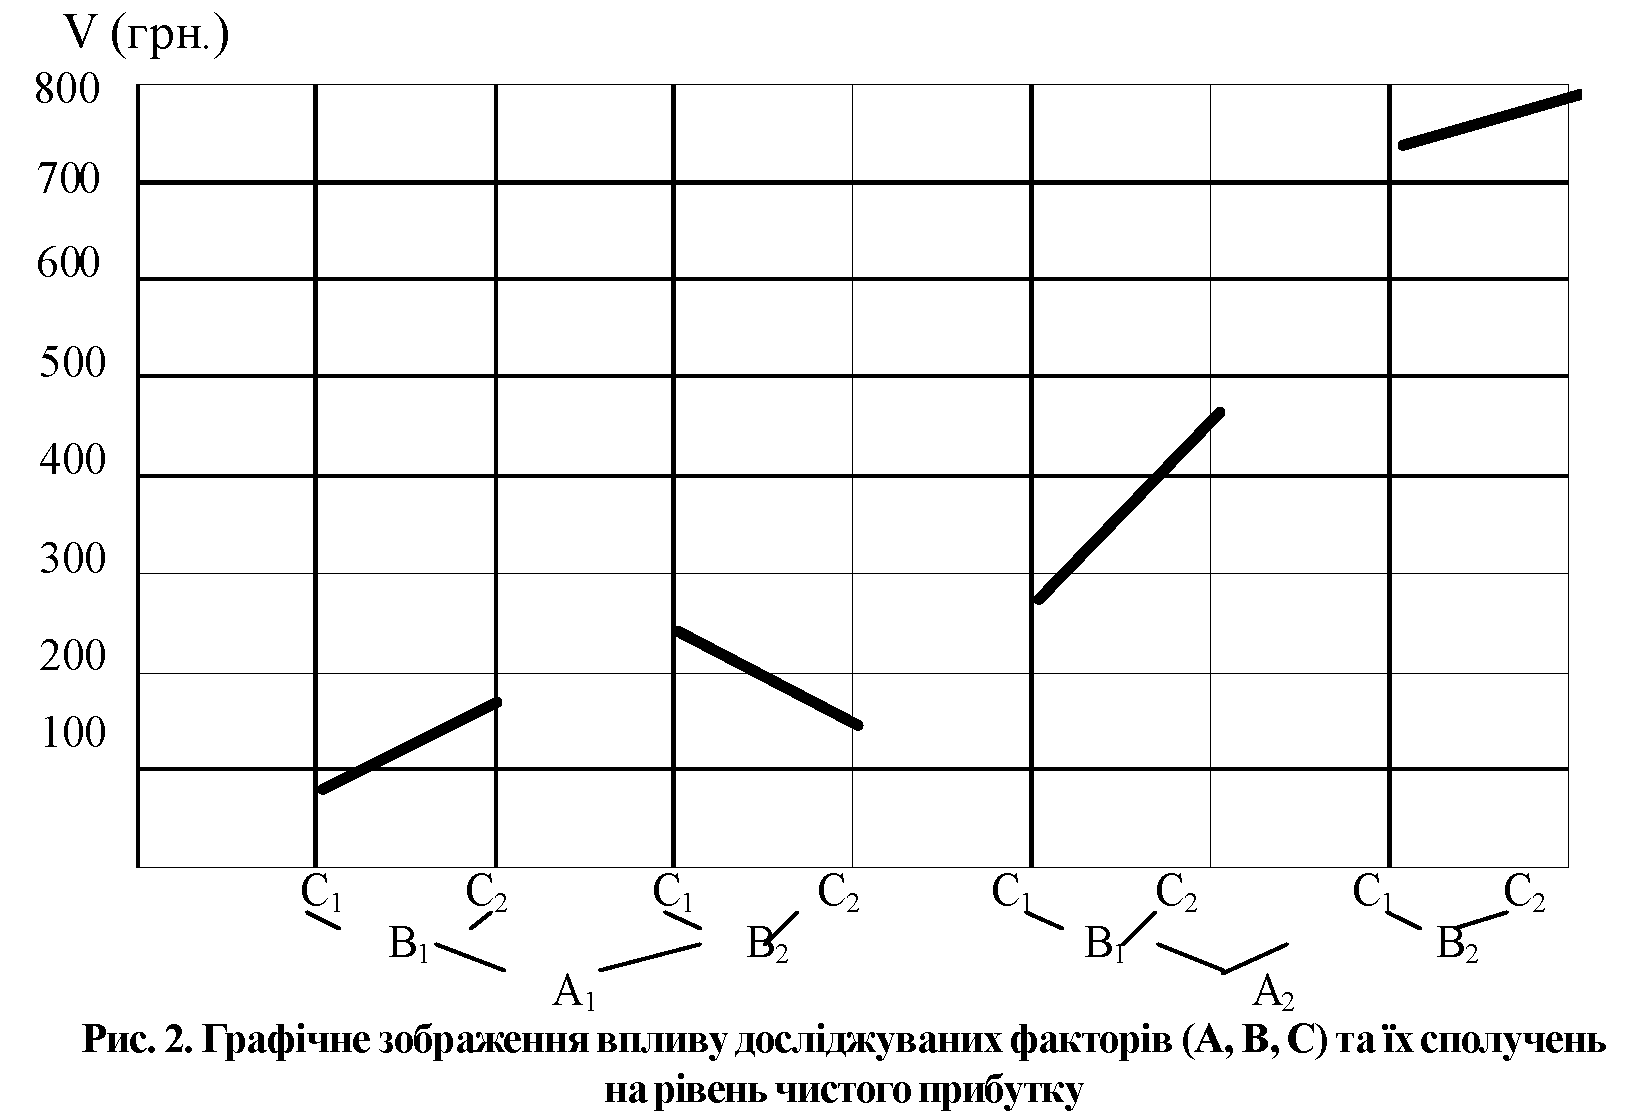 V (грн.)
800
700
600
500
400
300
200
100
C₁ C₂ C₁ C₂ C₁ C₂ C₁ C₂
B₁ B₂ B₁ B₂
A₁ A₂
Рис. 2. Графічне зображення впливу досліджуваних факторів (А, В, С) та їх сполучень
на рівень чистого прибутку